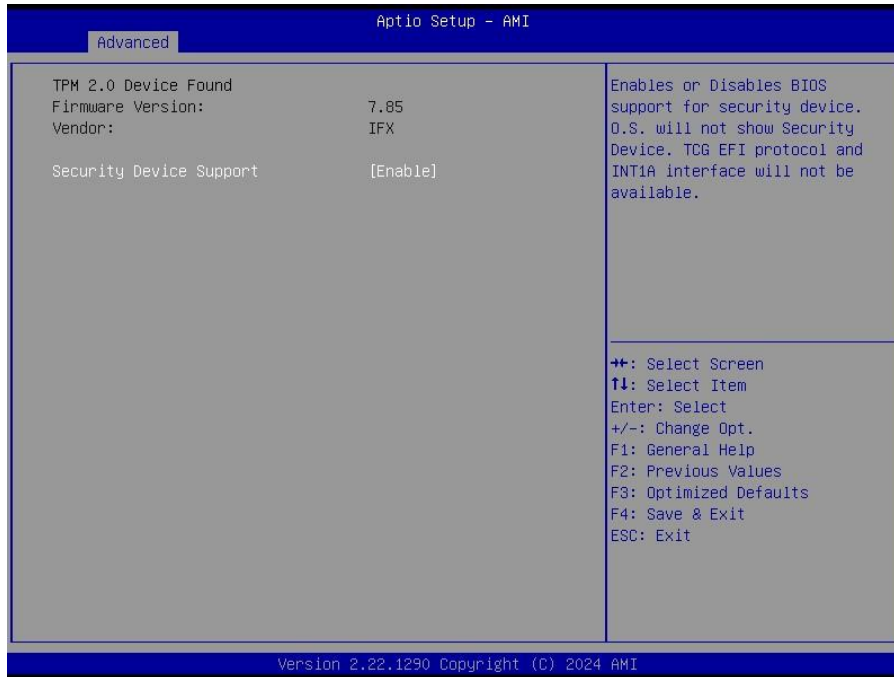 Aptio Setup – AMI
Advanced
TPM 2.0 Device Found
Firmware Version: 7.85
Vendor: IFX
Security Device Support [Enable]
Enables or Disables BIOS
support for security device.
O.S. will not show Security
Device. TCG EFI protocol and
INT1A interface will not be
available.
→←: Select Screen
↑↓: Select Item
Enter: Select
+/-: Change Opt.
F1: General Help
F2: Previous Values
F3: Optimized Defaults
F4: Save & Exit
ESC: Exit
Version 2.22.1290 Copyright (C) 2024 AMI